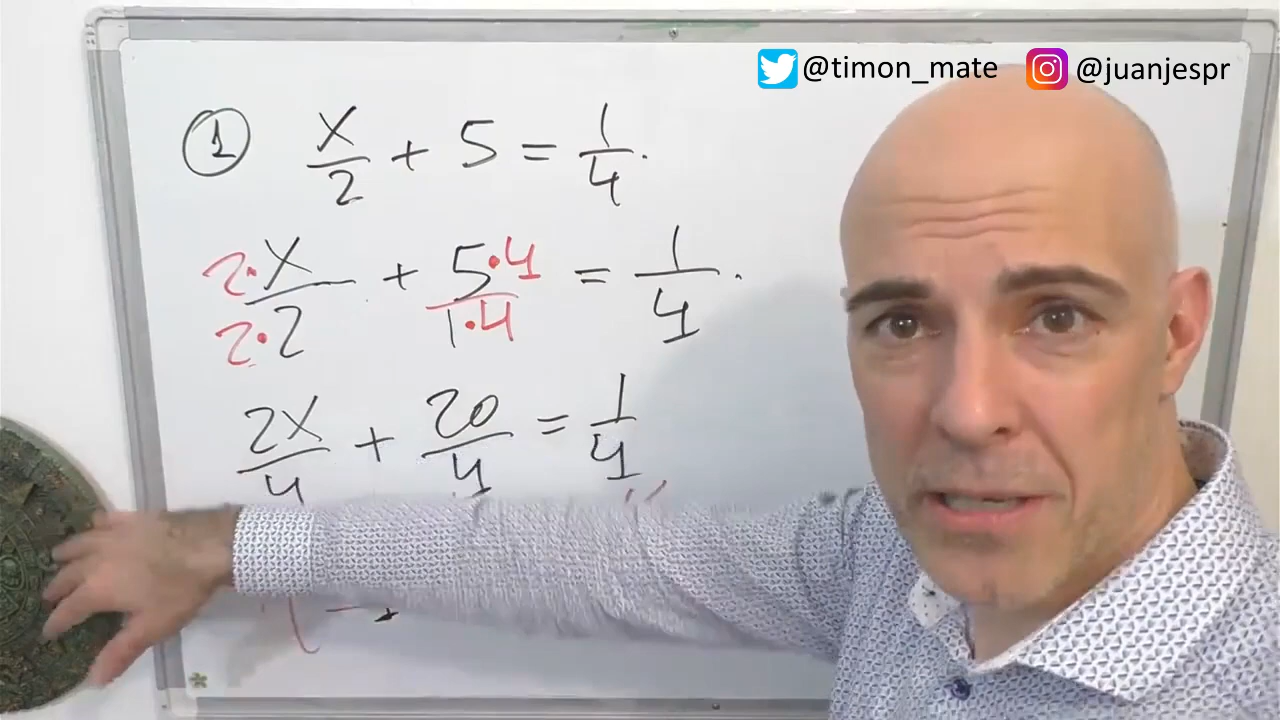 @timon_mate @juanjespr
1 x/2 + 5 = 1/4.
2·x/2·2 + 5·4/1·4 = 1/4.
2x/4 + 20/4 = 1/4